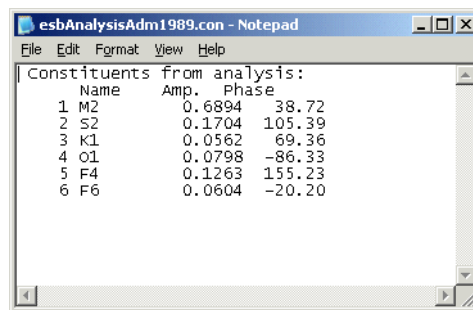 esbAnalysisAdm1989.con - Notepad
File Edit Format View Help
Constituents from analysis:
Name Amp. Phase
1 M2 0.6894 38.72
2 S2 0.1704 105.39
3 K1 0.0562 69.36
4 O1 0.0798 -86.33
5 F4 0.1263 155.23
6 F6 0.0604 -20.20